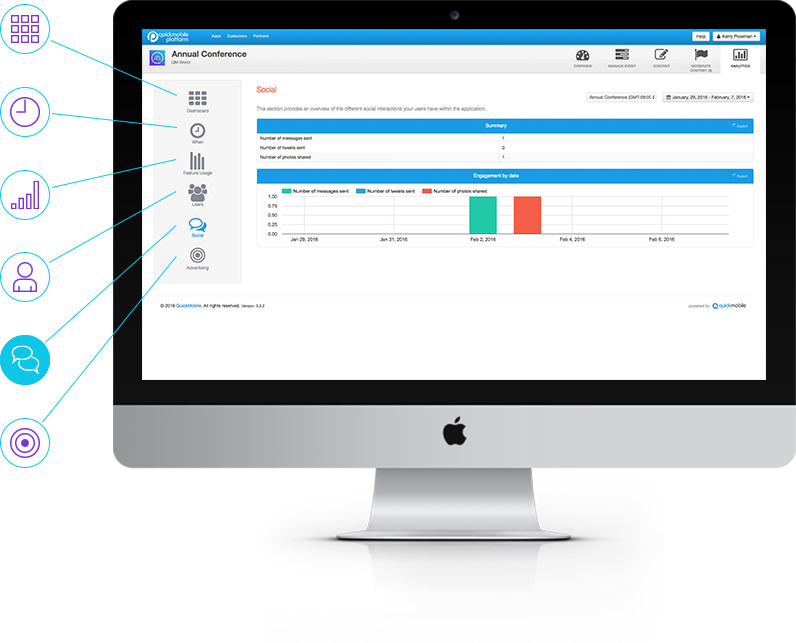 quickmobile
platform
Apps Customers Partners
Help
Kerry Plowman
Annual Conference
QM World
OVERVIEW
MANAGE EVENT
CONTENT
MODERATE
CONTENT (0)
ANALYTICS
Dashboard
When
Feature Usage
Users
Social
Advertising
Social
Annual Conference (GMT-08:00)
January, 29, 2016 - February, 7, 2016
This section provides an overview of the different social interactions your users have within the application.
Summary
Export
Number of messages sent 1
Number of tweets sent 0
Number of photos shared 1
Engagement by date
Export
Number of messages sent Number of tweets sent Number of photos shared
1.00
0.75
0.50
0.25
0.00
Jan 29, 2016 Jan 31, 2016 Feb 2, 2016 Feb 4, 2016 Feb 6, 2016
© 2016 QuickMobile. All rights reserved. Version: 3.2.2
powered by quickmobile